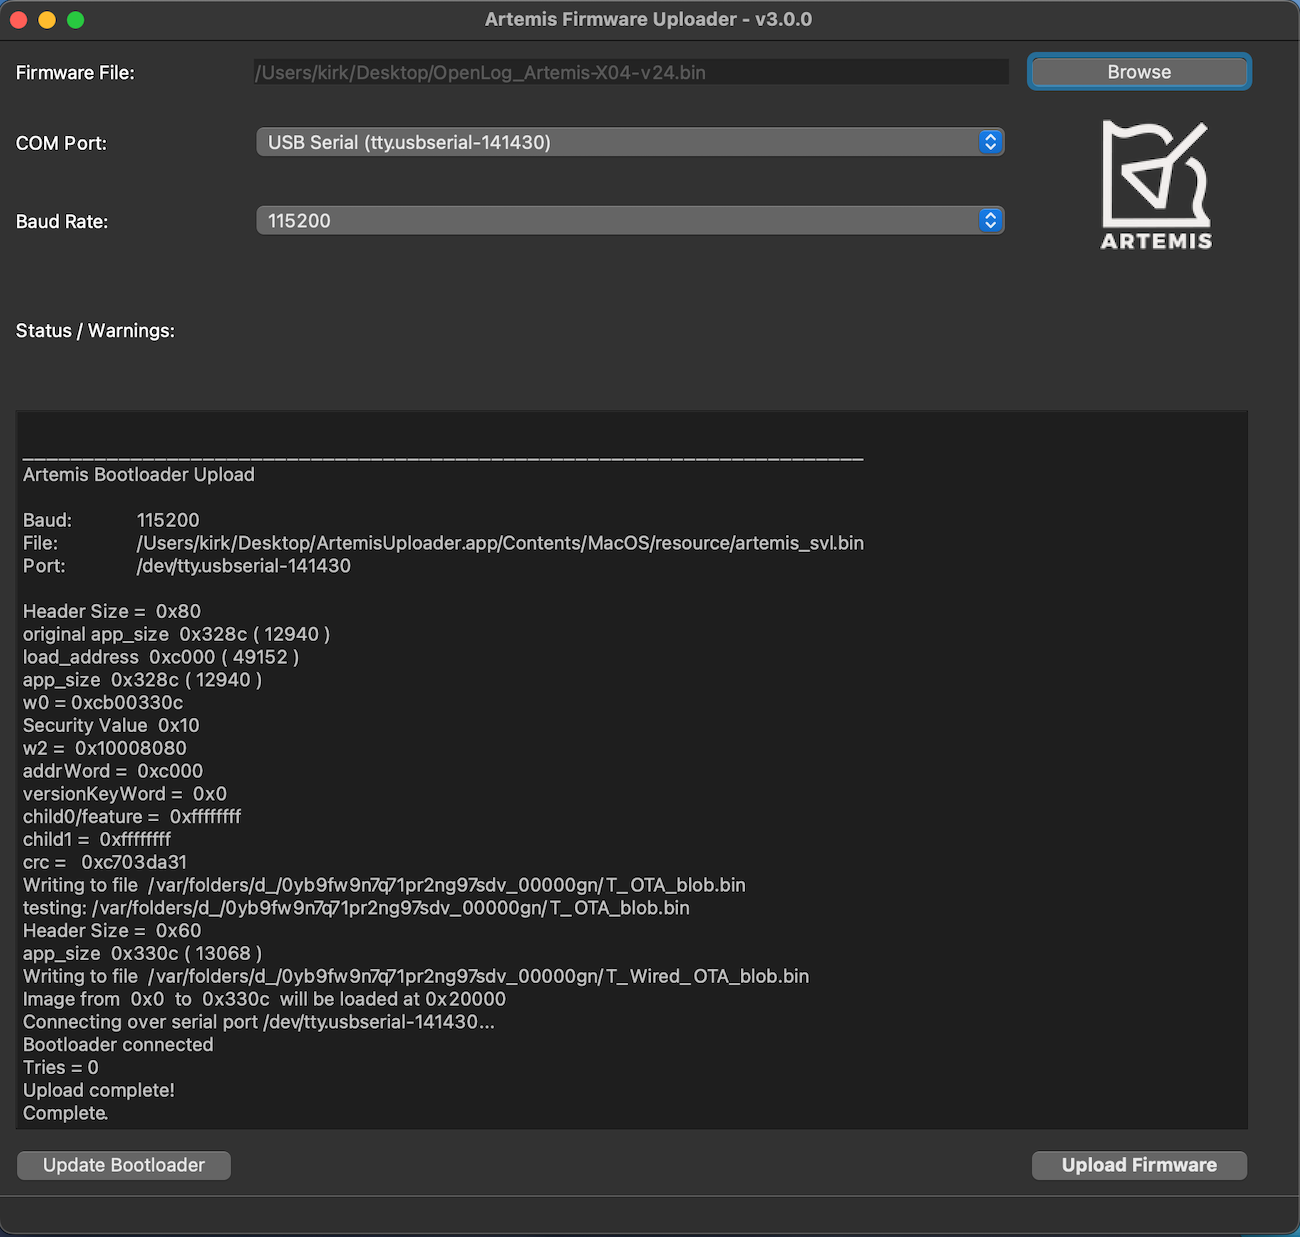 Artemis Firmware Uploader - v3.0.0
Firmware File: /Users/kirk/Desktop/OpenLog_Artemis-X04-v24.bin Browse
COM Port: USB Serial (tty.usbserial-141430)
ARTEMIS
Baud Rate: 115200
Status / Warnings:
Artemis Bootloader Upload
Baud: 115200
File: /Users/kirk/Desktop/ArtemisUploader.app/Contents/MacOS/resource/artemis_svl.bin
Port: /dev/tty.usbserial-141430
Header Size =  0x80
original app_size  0x328c ( 12940 )
load_address  0xc000 ( 49152 )
app_size  0x328c ( 12940 )
w0 = 0xcb00330c
Security Value  0x10
w2 =  0x10008080
addrWord =  0xc000
versionKeyWord =  0x0
child0/feature =  0xffffffff
child1 =  0xffffffff
crc =   0xc703da31
Writing to file  /var/folders/d_/0yb9fw9n7q71pr2ng97sdv_00000gn/T_OTA_blob.bin
testing: /var/folders/d_/0yb9fw9n7q71pr2ng97sdv_00000gn/T_OTA_blob.bin
Header Size =  0x60
app_size  0x330c ( 13068 )
Writing to file  /var/folders/d_/0yb9fw9n7q71pr2ng97sdv_00000gn/T_Wired_OTA_blob.bin
Image from  0x0  to  0x330c  will be loaded at 0x20000
Connecting over serial port /dev/tty.usbserial-141430...
Bootloader connected
Tries = 0
Upload complete!
Complete.
Update Bootloader Upload Firmware